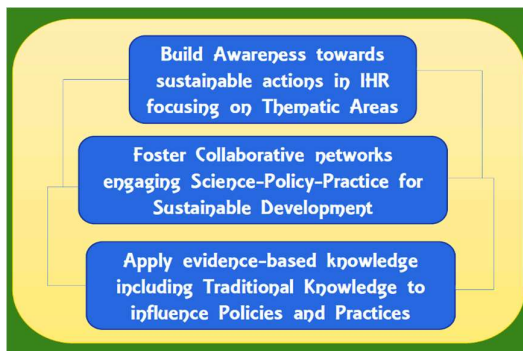 Build Awareness towards
sustainable actions in IHR
focusing on Thematic Areas
Foster Collaborative networks
engaging Science-Policy-Practice for
Sustainable Development
Apply evidence-based knowledge
including Traditional Knowledge to
influence Policies and Practices